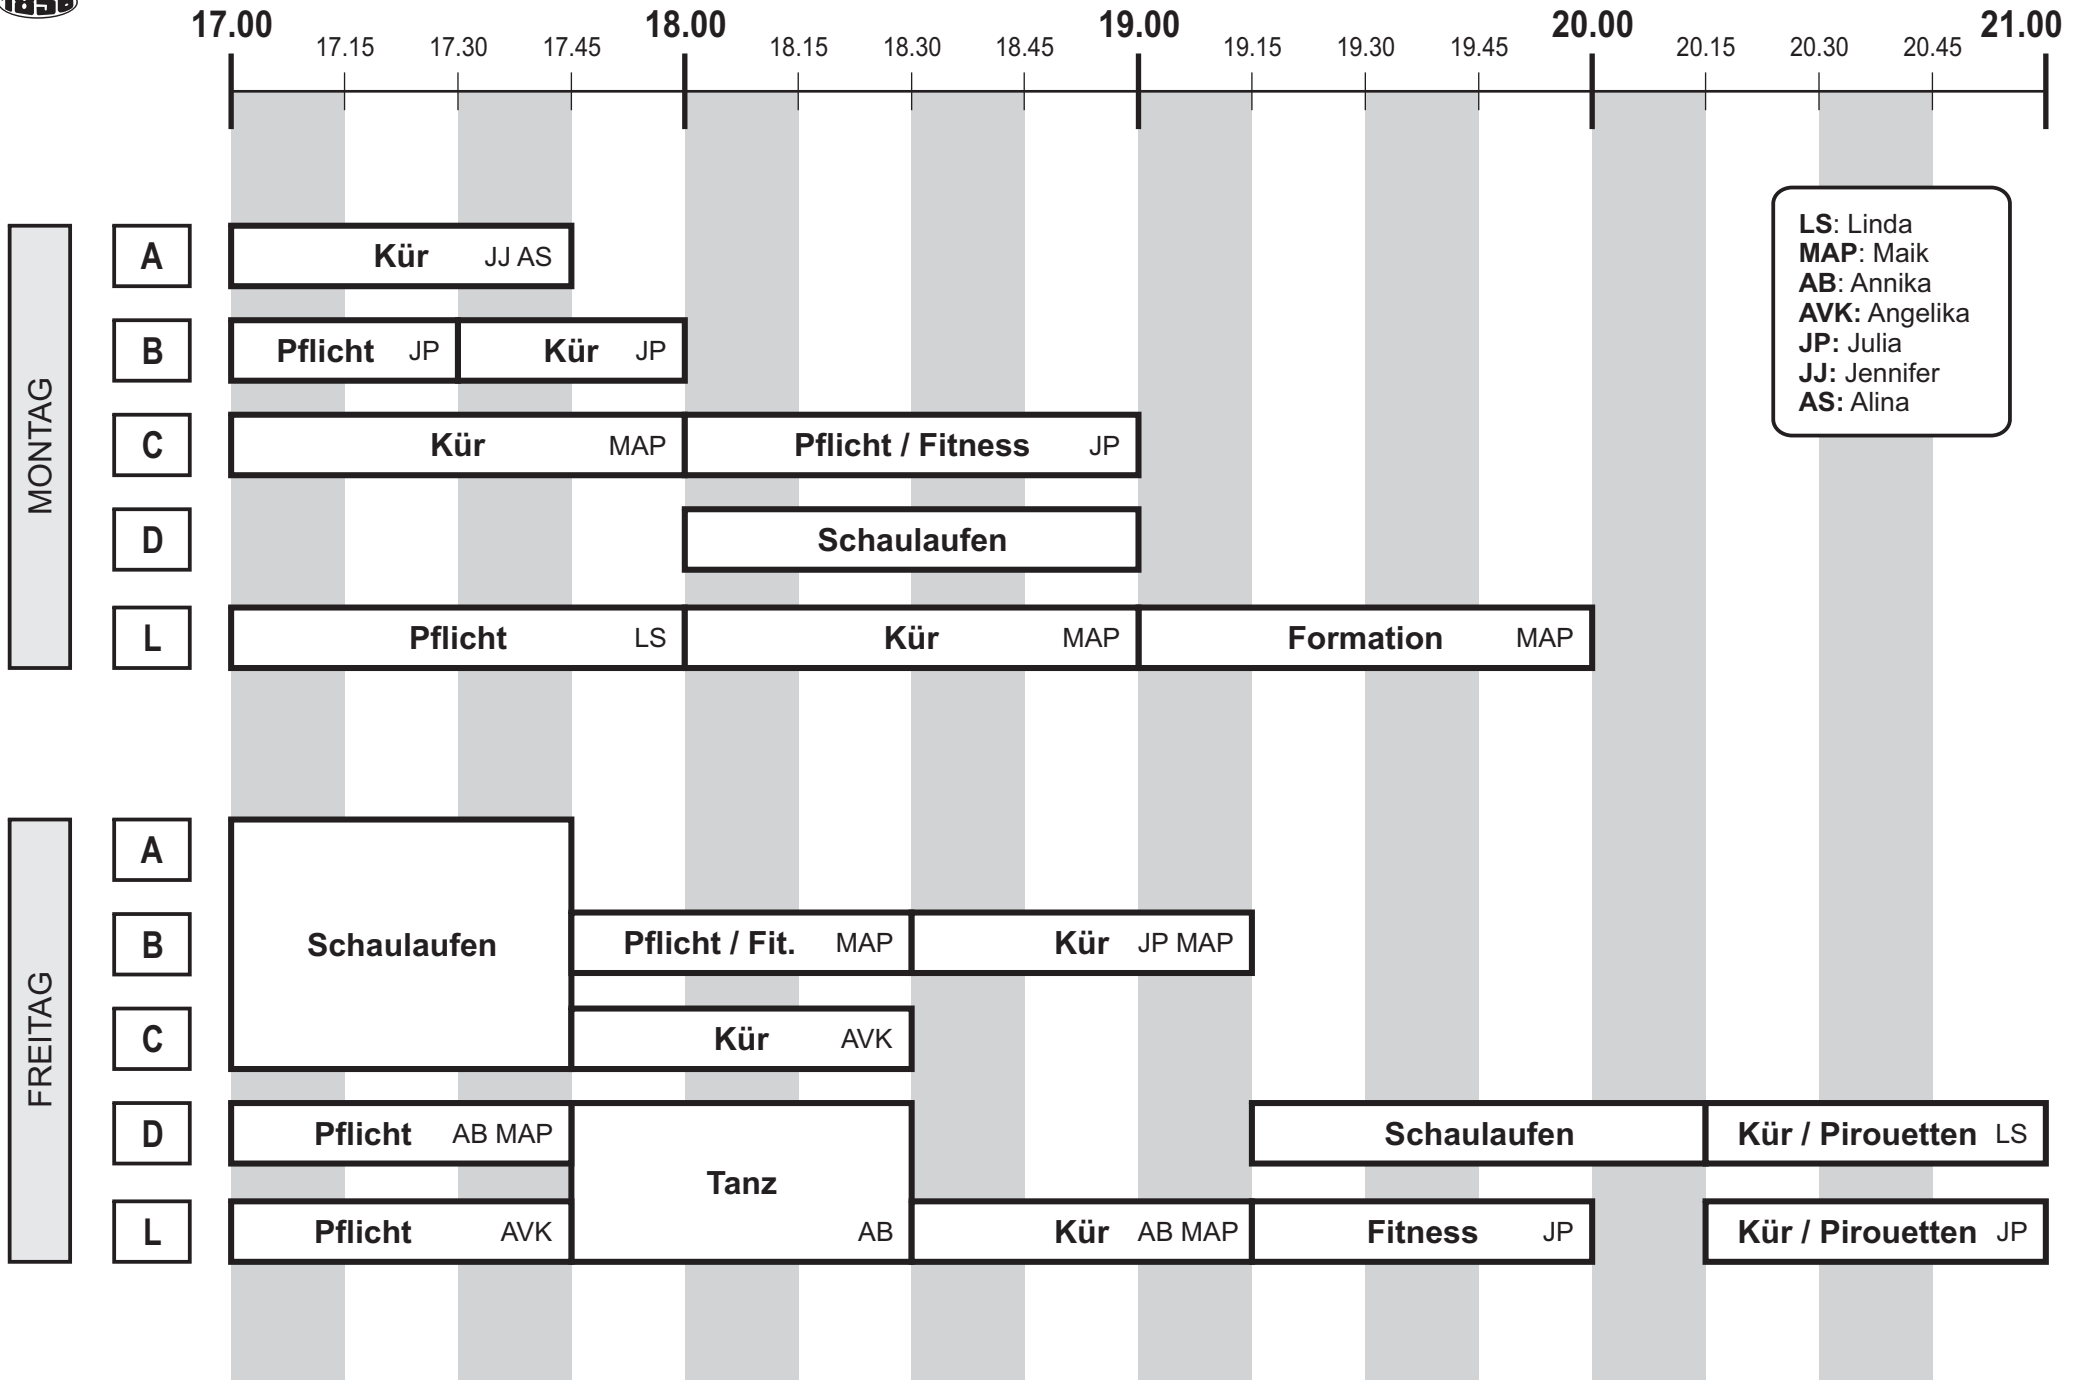 1856
17.00 17.15 17.30 17.45 18.00 18.15 18.30 18.45 19.00 19.15 19.30 19.45 20.00 20.15 20.30 20.45 21.00
LS: Linda
MAP: Maik
AB: Annika
AVK: Angelika
JP: Julia
JJ: Jennifer
AS: Alina
MONTAG
A Kür JJ AS
B Pflicht JP Kür JP
C Kür MAP Pflicht / Fitness JP
D Schaulaufen
L Pflicht LS Kür MAP Formation MAP
FREITAG
A
B Schaulaufen Pflicht / Fit. MAP Kür JP MAP
C Kür AVK
D Pflicht AB MAP Schaulaufen Kür / Pirouetten LS
Tanz
L Pflicht AVK AB Kür AB MAP Fitness JP Kür / Pirouetten JP